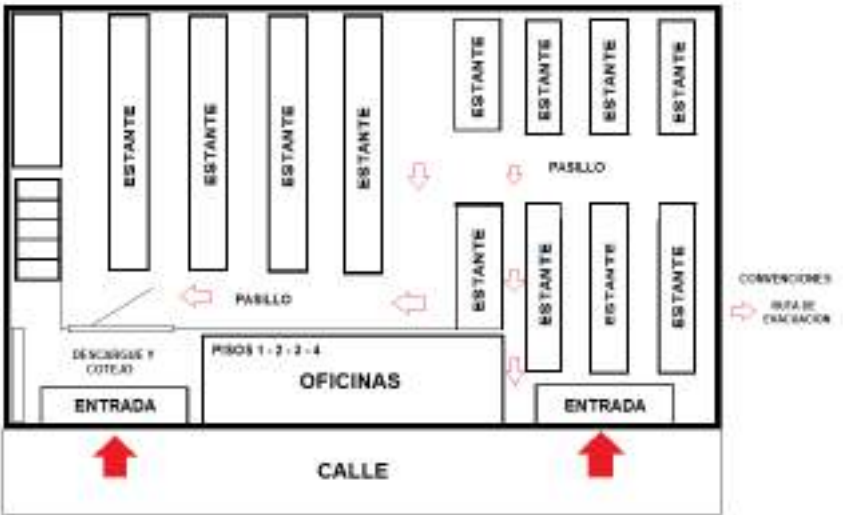 ESTANTE
ESTANTE
ESTANTE
ESTANTE
ESTANTE
ESTANTE
ESTANTE
ESTANTE
PASILLO
ESTANTE
ESTANTE
ESTANTE
ESTANTE
PASILLO
CONVENCIONES
RUTA DE
EVACUACION
DESCARGUE Y
COTEJO
PISOS 1 - 2 - 3 - 4
OFICINAS
ENTRADA
ENTRADA
CALLE